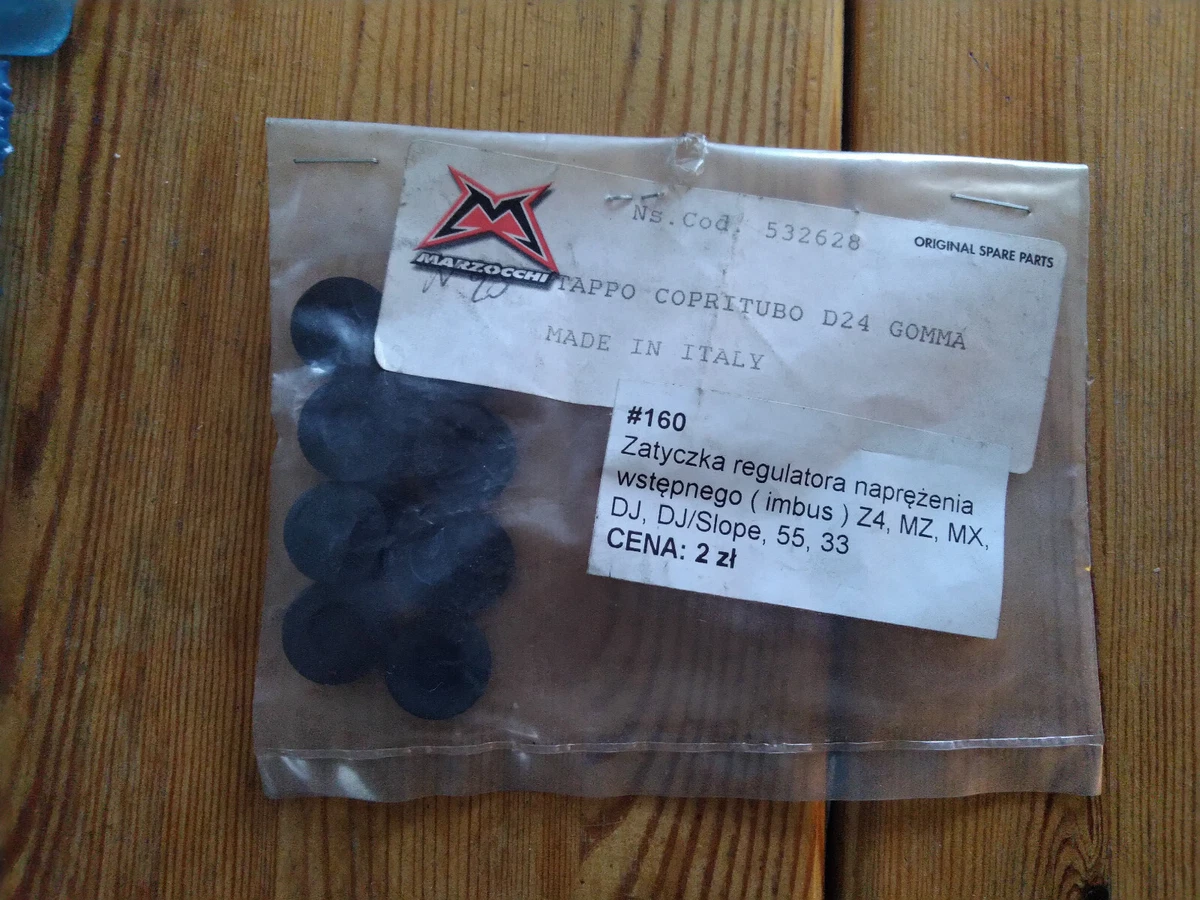 Ns.Cod. 532628
ORIGINAL SPARE PARTS
MARZOCCHI
TAPPO COPRITUBO D24 GOMMA
MADE IN ITALY
#160
Zatyczka regulatora naprężenia
wstępnego ( imbus ) Z4, MZ, MX,
DJ, DJ/Slope, 55, 33
CENA: 2 zł